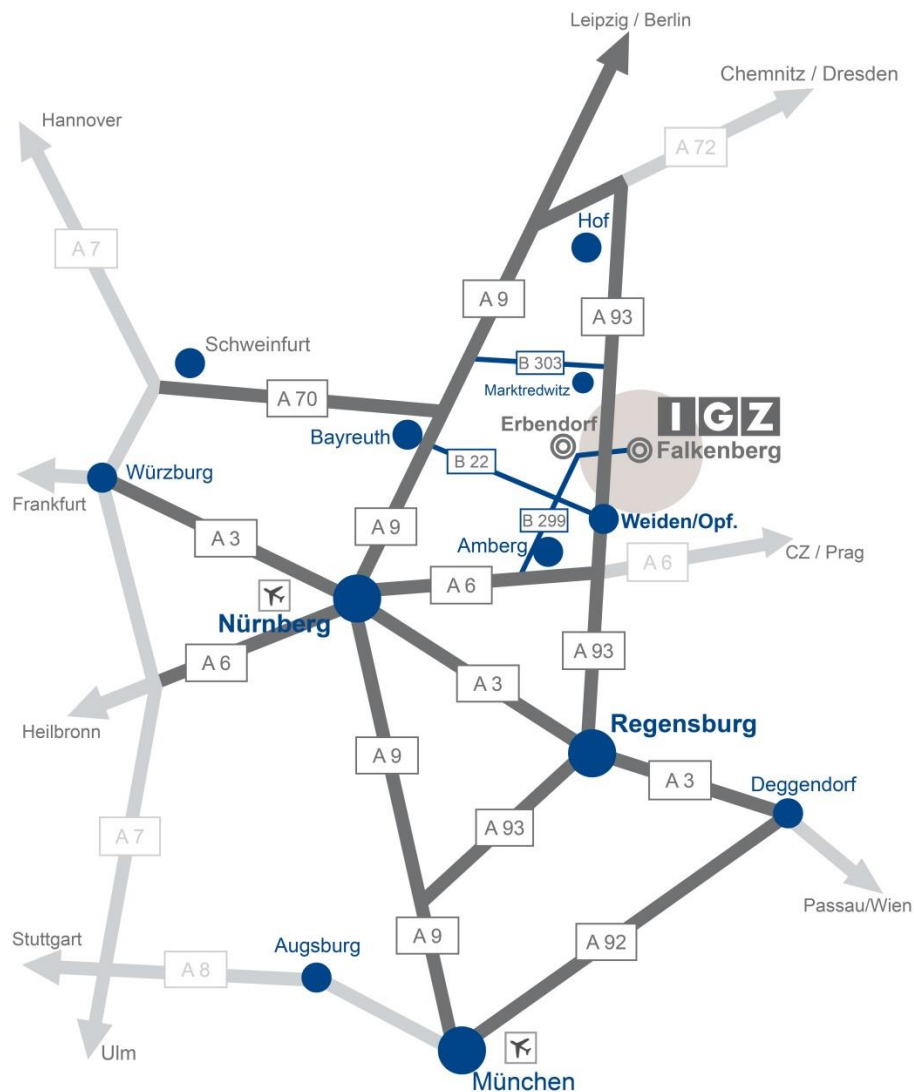 Leipzig / Berlin
Chemnitz / Dresden
Hannover
A 72
Hof
A 7
A 9
A 93
Schweinfurt
B 303
Marktredwitz
A 70
IGZ
Erbendorf
Falkenberg
Bayreuth
B 22
Würzburg
Frankfurt
A 3
A 9
B 299
Weiden/Opf.
Amberg
CZ / Prag
A 6
A 6
Nürnberg
A 6
A 93
A 3
Heilbronn
Regensburg
A 9
A 3
Deggendorf
A 7
A 93
Passau/Wien
Stuttgart
A 9
A 92
Augsburg
A 8
Ulm
München